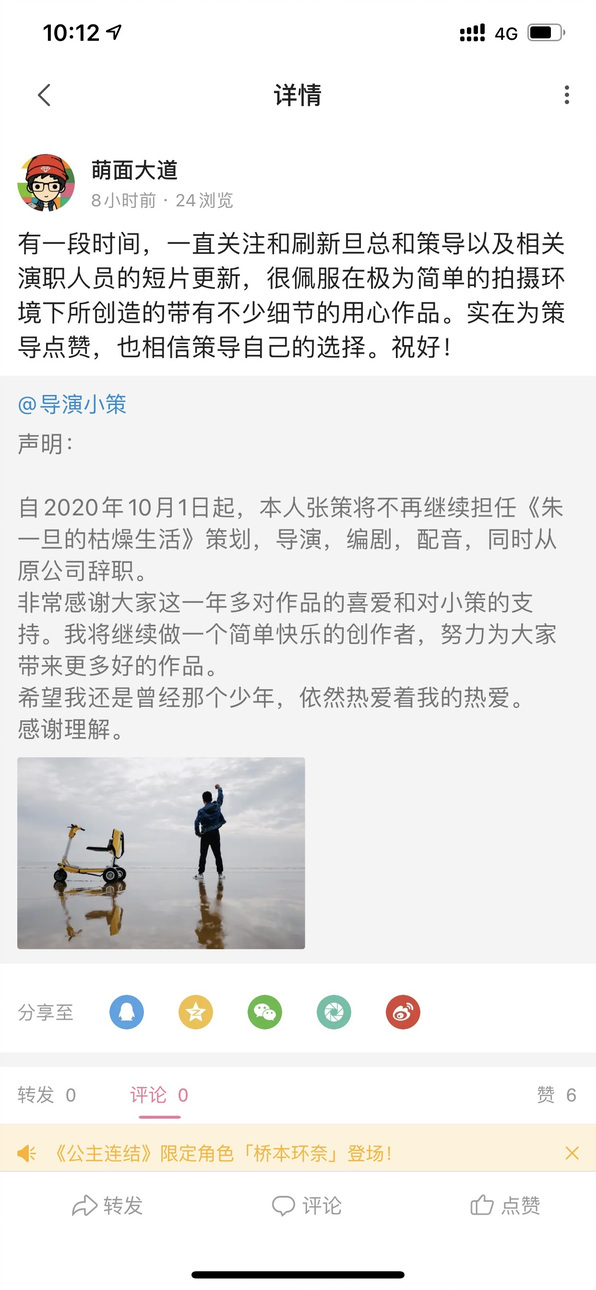 10:12
4G
详情
萌面大道
8小时前 · 24浏览
有一段时间，一直关注和刷新旦总和策导以及相关
演职人员的短片更新，很佩服在极为简单的拍摄环
境下所创造的带有不少细节的用心作品。实在为策
导点赞，也相信策导自己的选择。祝好！
@导演小策
声明：
自2020年10月1日起，本人张策将不再继续担任《朱
一旦的枯燥生活》策划，导演，编剧，配音，同时从
原公司辞职。
非常感谢大家这一年多对作品的喜爱和对小策的支
持。我将继续做一个简单快乐的创作者，努力为大家
带来更多好的作品。
希望我还是曾经那个少年，依然热爱着我的热爱。
感谢理解。
分享至
转发 0 评论 0 赞 6
《公主连结》限定角色「桥本环奈」登场！
转发 评论 点赞